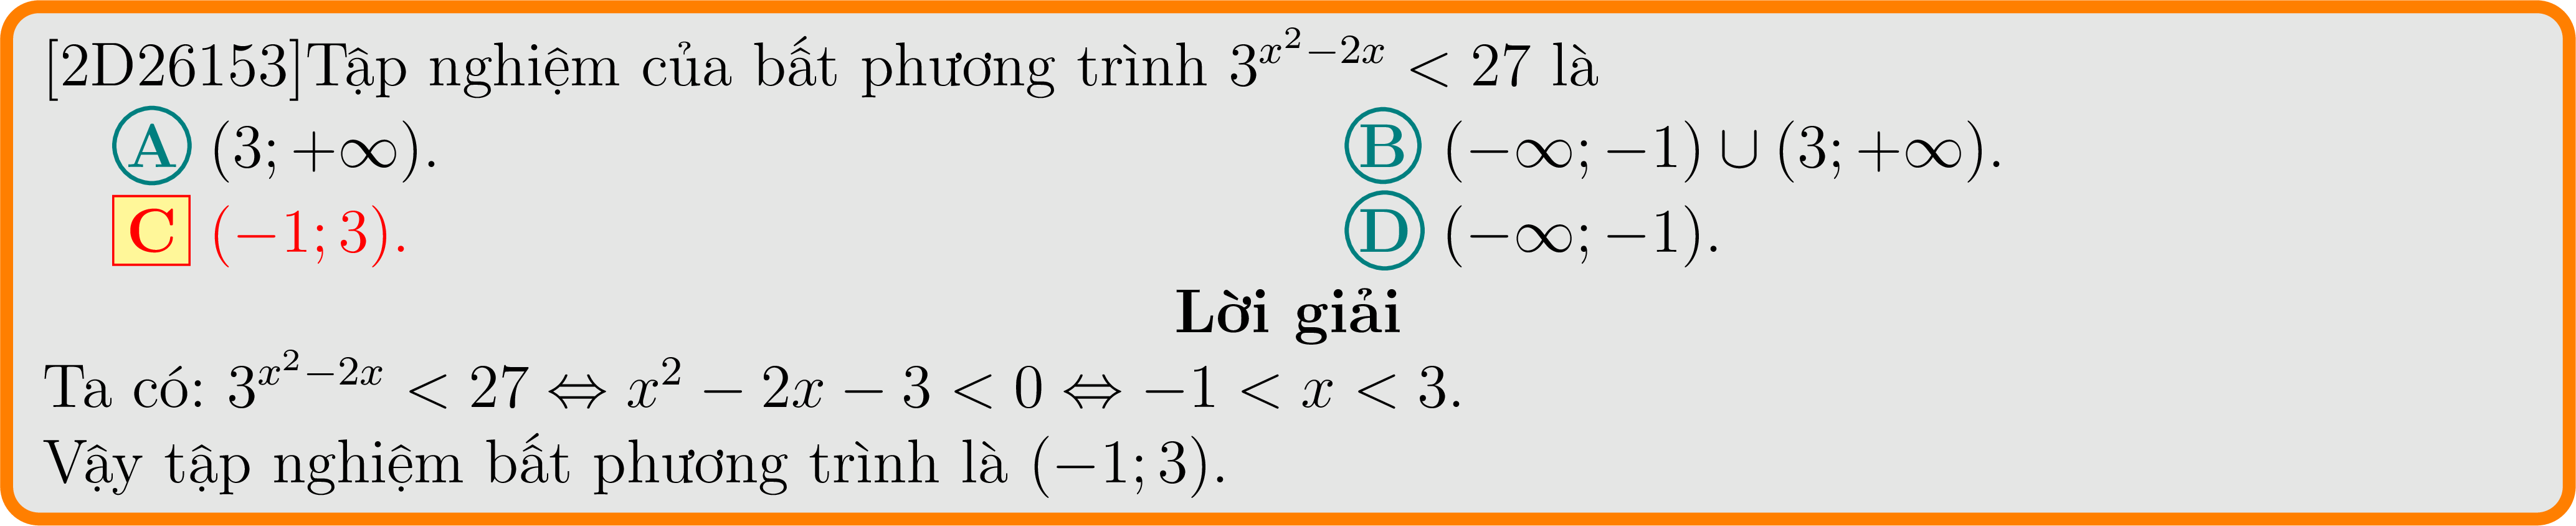 [2D26153]Tập nghiệm của bất phương trình $3^{x^2-2x} < 27$ là
A $(3; +\infty)$. B $(-\infty; -1) \cup (3; +\infty)$.
C $(-1; 3)$. D $(-\infty; -1)$.
Lời giải
Ta có: $3^{x^2-2x} < 27 \Leftrightarrow x^2 - 2x - 3 < 0 \Leftrightarrow -1 < x < 3$.
Vậy tập nghiệm bất phương trình là $(-1; 3)$.